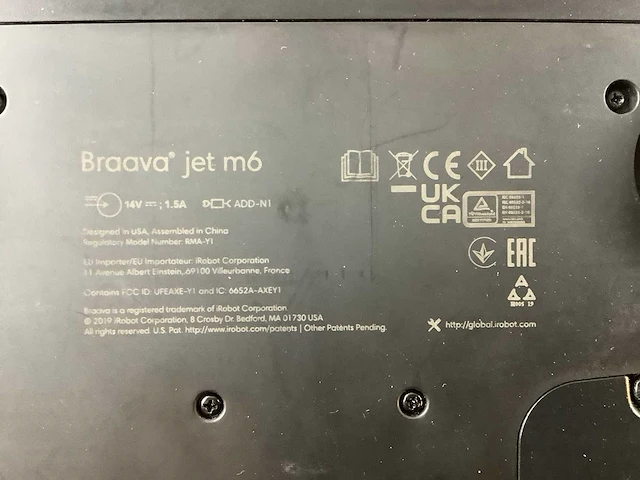 Braava® jet m6
14V ⎓ ; 1.5A ADD-N1
Designed in USA, Assembled in China
Regulatory Model Number: RMA-Y1
EU Importer/EU Importateur: iRobot Corporation
11 Avenue Albert Einstein, 69100 Villeurbanne, France
Contains FCC ID: UFEAXE-Y1 and IC: 6652A-AXEY1
Braava is a registered trademark of iRobot Corporation
© 2019 iRobot Corporation, 8 Crosby Dr. Bedford, MA 01730 USA
All rights reserved. U.S. Pat. http://www.irobot.com/patents | Other Patents Pending.
CE
III
UK
CA
EAC
A
http://global.irobot.com